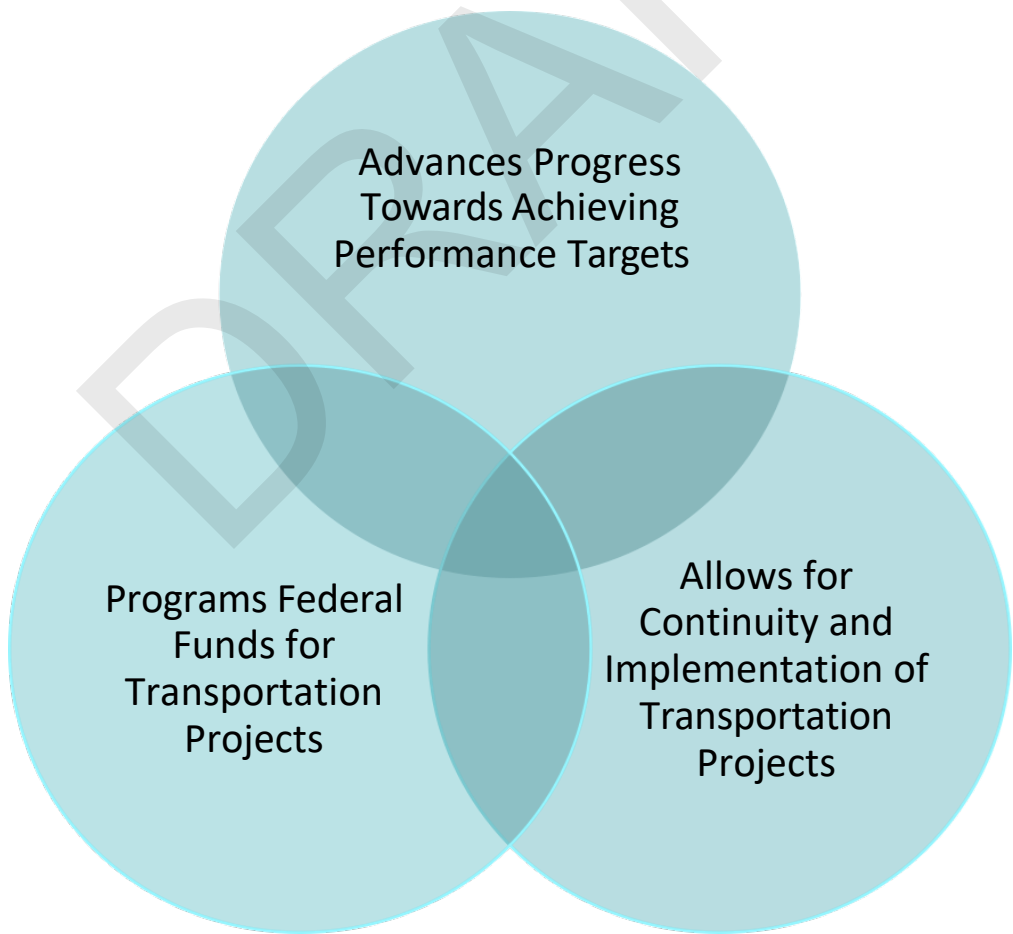 Advances Progress
Towards Achieving
Performance Targets
Programs Federal
Funds for
Transportation
Projects
Allows for
Continuity and
Implementation of
Transportation
Projects